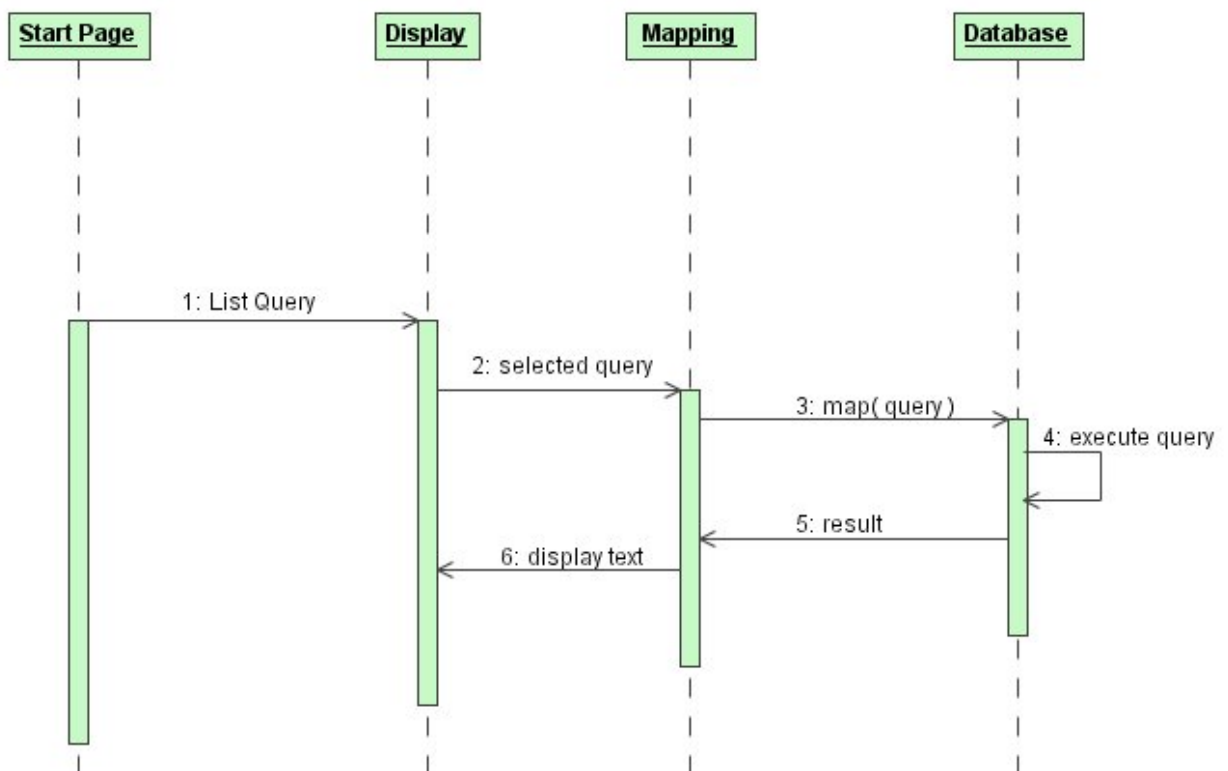 Start Page
Display
Mapping
Database
1: List Query
2: selected query
3: map( query )
4: execute query
5: result
6: display text